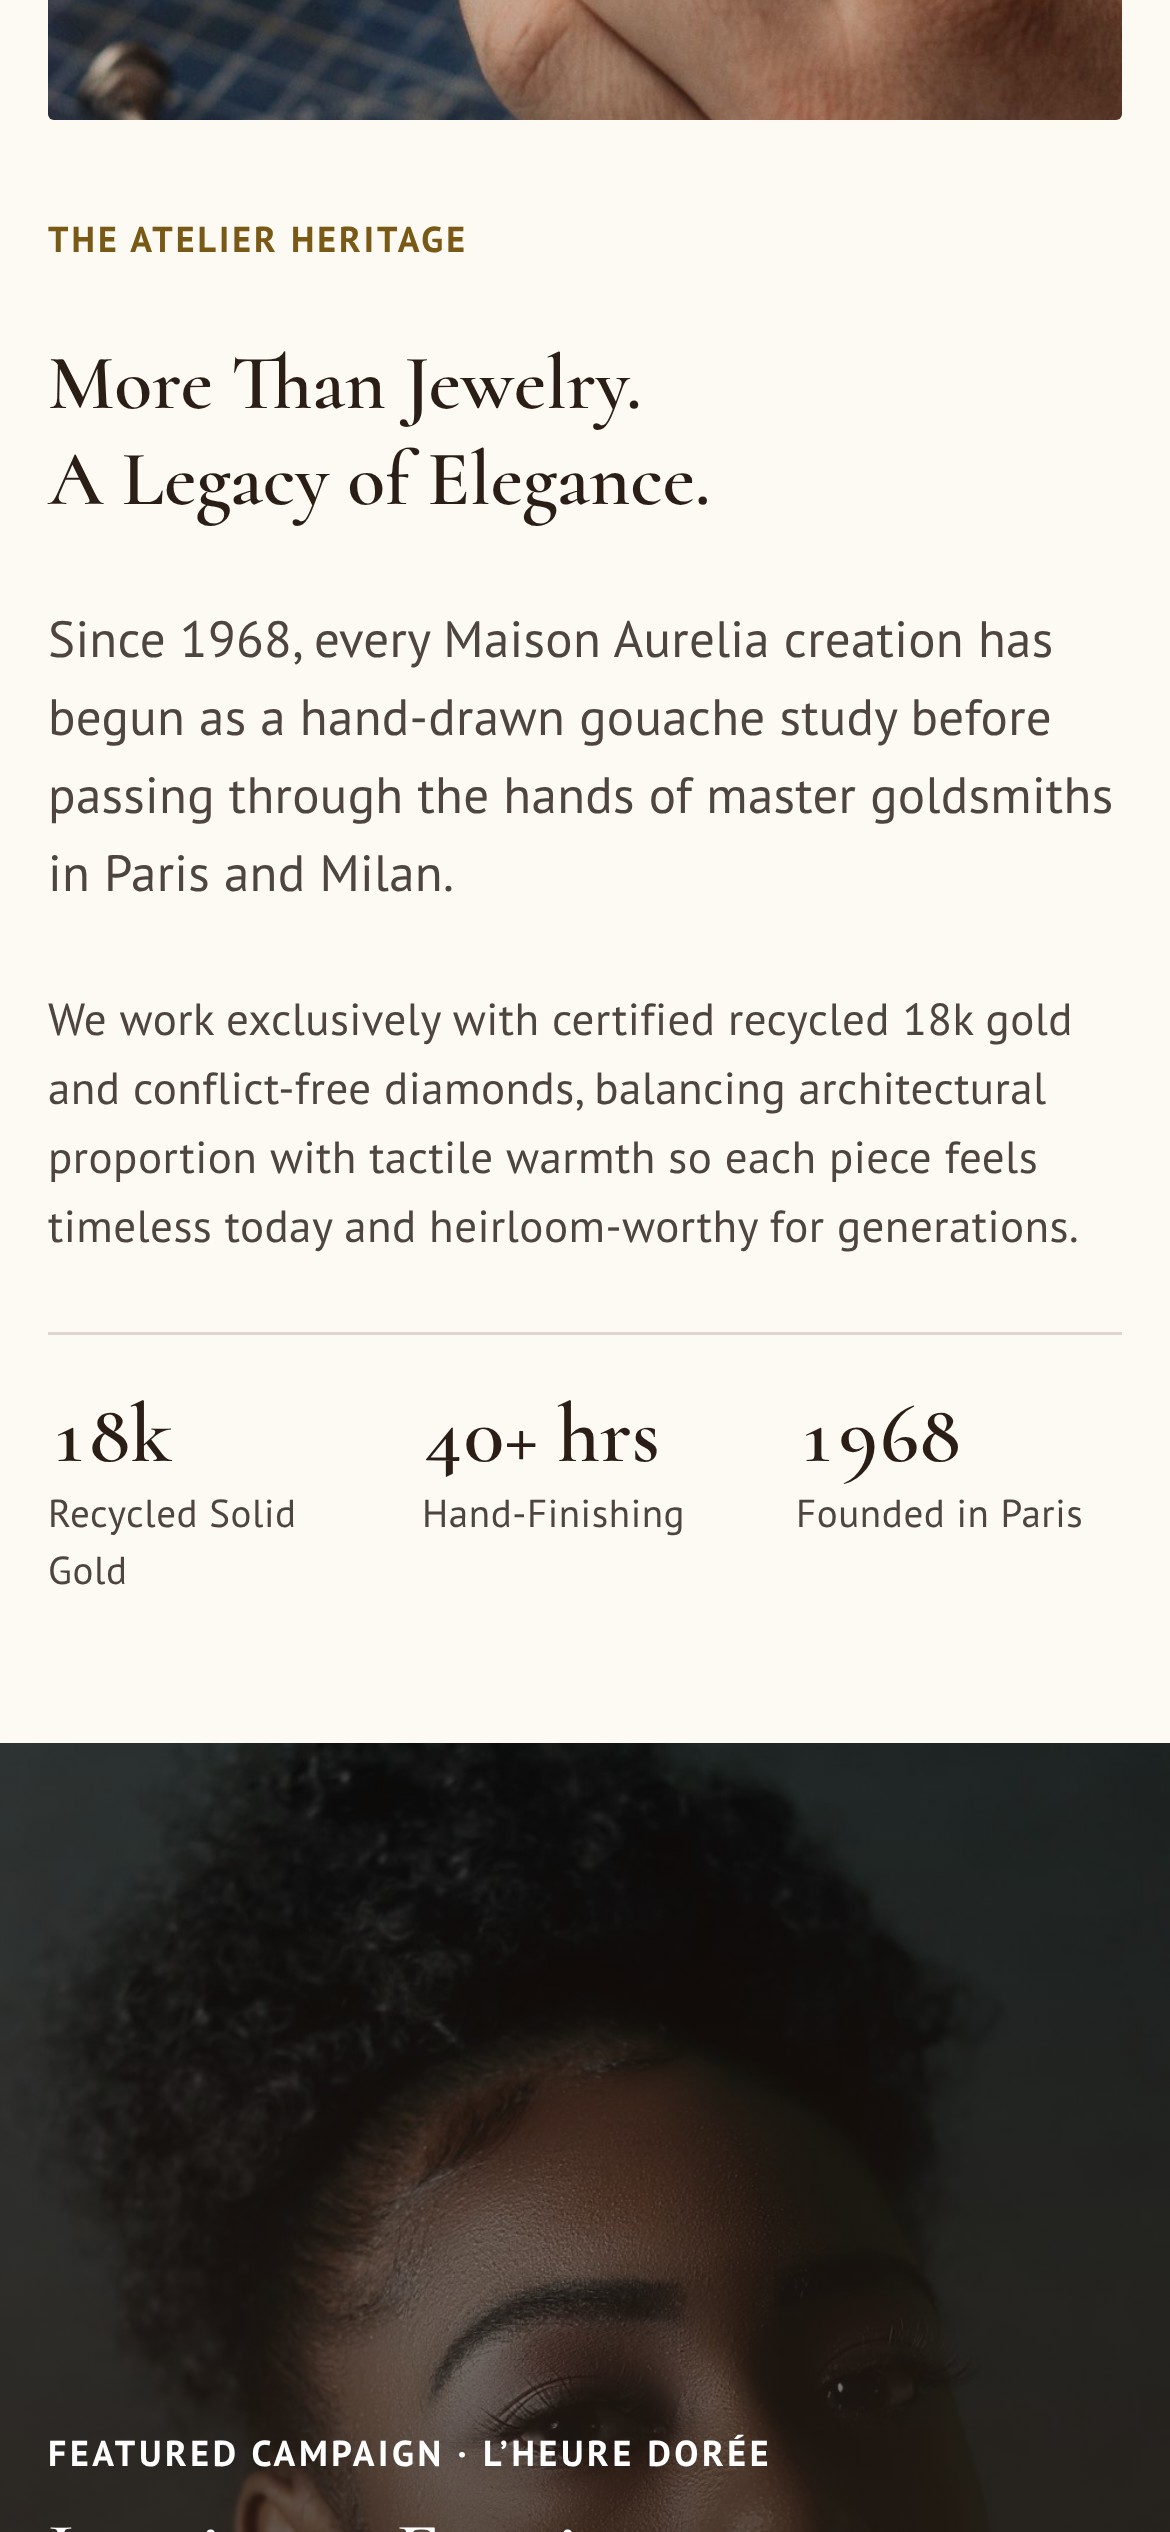 THE ATELIER HERITAGE
More Than Jewelry.
A Legacy of Elegance.
Since 1968, every Maison Aurelia creation has
begun as a hand-drawn gouache study before
passing through the hands of master goldsmiths
in Paris and Milan.
We work exclusively with certified recycled 18k gold
and conflict-free diamonds, balancing architectural
proportion with tactile warmth so each piece feels
timeless today and heirloom-worthy for generations.
18k
Recycled Solid
Gold
40+ hrs
Hand-Finishing
1968
Founded in Paris
FEATURED CAMPAIGN · L’HEURE DORÉE